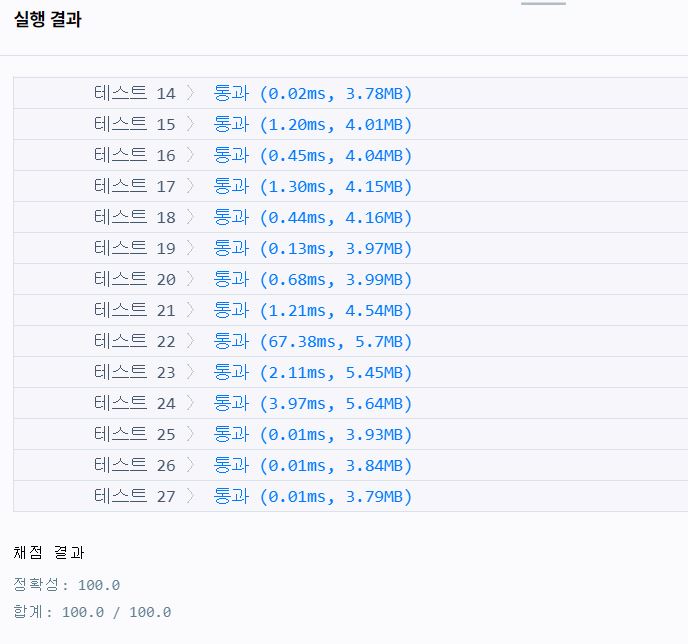 실행 결과
테스트 14 〉 통과 (0.02ms, 3.78MB)
테스트 15 〉 통과 (1.20ms, 4.01MB)
테스트 16 〉 통과 (0.45ms, 4.04MB)
테스트 17 〉 통과 (1.30ms, 4.15MB)
테스트 18 〉 통과 (0.44ms, 4.16MB)
테스트 19 〉 통과 (0.13ms, 3.97MB)
테스트 20 〉 통과 (0.68ms, 3.99MB)
테스트 21 〉 통과 (1.21ms, 4.54MB)
테스트 22 〉 통과 (67.38ms, 5.7MB)
테스트 23 〉 통과 (2.11ms, 5.45MB)
테스트 24 〉 통과 (3.97ms, 5.64MB)
테스트 25 〉 통과 (0.01ms, 3.93MB)
테스트 26 〉 통과 (0.01ms, 3.84MB)
테스트 27 〉 통과 (0.01ms, 3.79MB)
채점 결과
정확성: 100.0
합계: 100.0 / 100.0